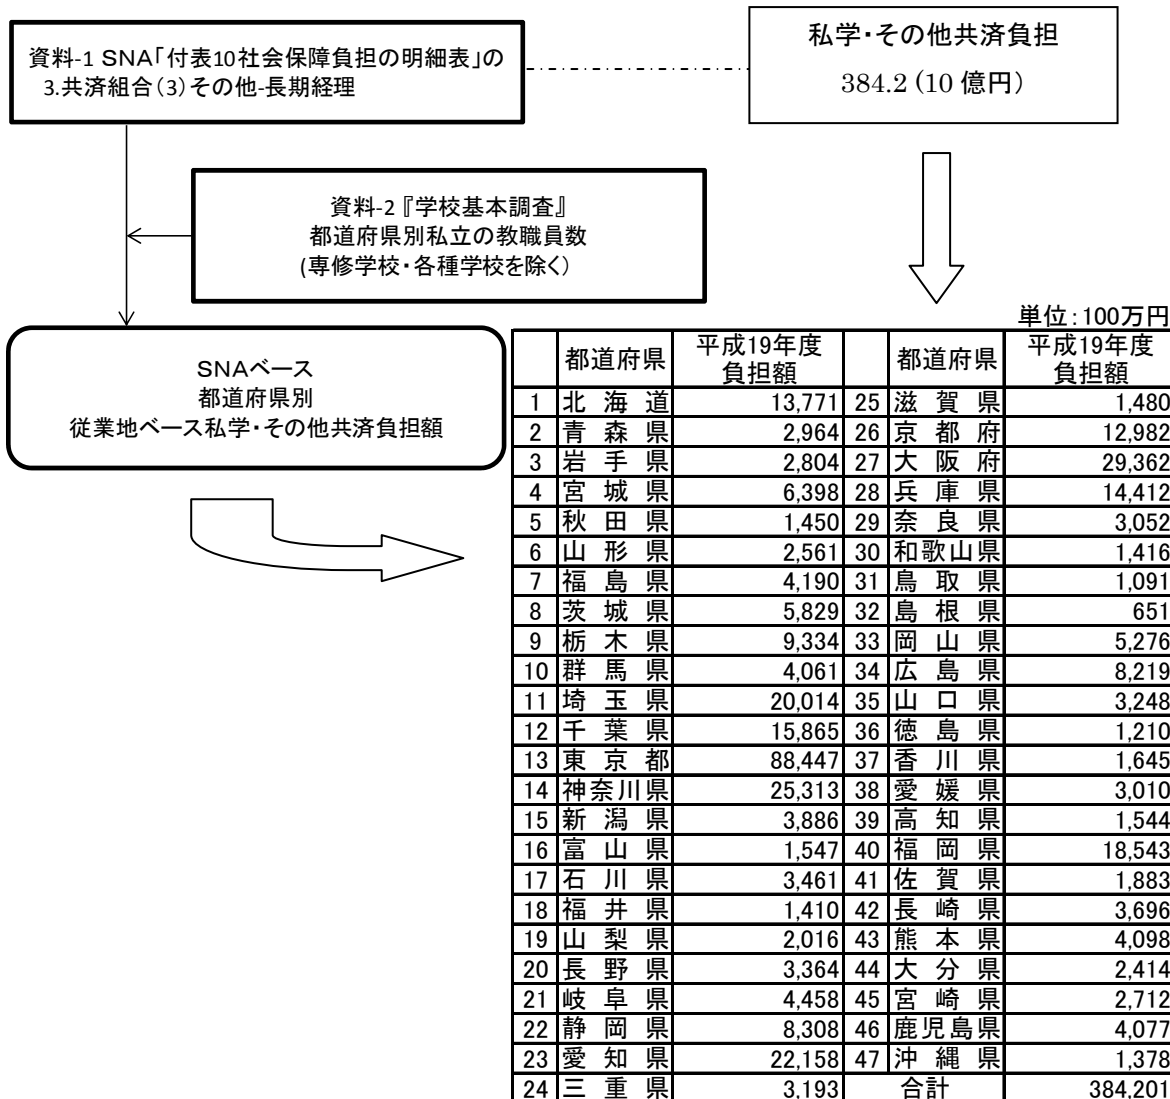 資料-1 SNA「付表10社会保障負担の明細表」の
3.共済組合(3)その他-長期経理
私学・その他共済負担
384.2 (10 億円)
資料-2『学校基本調査』
都道府県別私立の教職員数
(専修学校・各種学校を除く)
SNAベース
都道府県別
従業地ベース私学・その他共済負担額
単位:100万円
都道府県 平成19年度 負担額 都道府県 平成19年度 負担額
1 北海道 13,771 25 滋賀県 1,480
2 青森県 2,964 26 京都府 12,982
3 岩手県 2,804 27 大阪府 29,362
4 宮城県 6,398 28 兵庫県 14,412
5 秋田県 1,450 29 奈良県 3,052
6 山形県 2,561 30 和歌山県 1,416
7 福島県 4,190 31 鳥取県 1,091
8 茨城県 5,829 32 島根県 651
9 栃木県 9,334 33 岡山県 5,276
10 群馬県 4,061 34 広島県 8,219
11 埼玉県 20,014 35 山口県 3,248
12 千葉県 15,865 36 徳島県 1,210
13 東京都 88,447 37 香川県 1,645
14 神奈川県 25,313 38 愛媛県 3,010
15 新潟県 3,886 39 高知県 1,544
16 富山県 1,547 40 福岡県 18,543
17 石川県 3,461 41 佐賀県 1,883
18 福井県 1,410 42 長崎県 3,696
19 山梨県 2,016 43 熊本県 4,098
20 長野県 3,364 44 大分県 2,414
21 岐阜県 4,458 45 宮崎県 2,712
22 静岡県 8,308 46 鹿児島県 4,077
23 愛知県 22,158 47 沖縄県 1,378
24 三重県 3,193 合計 384,201